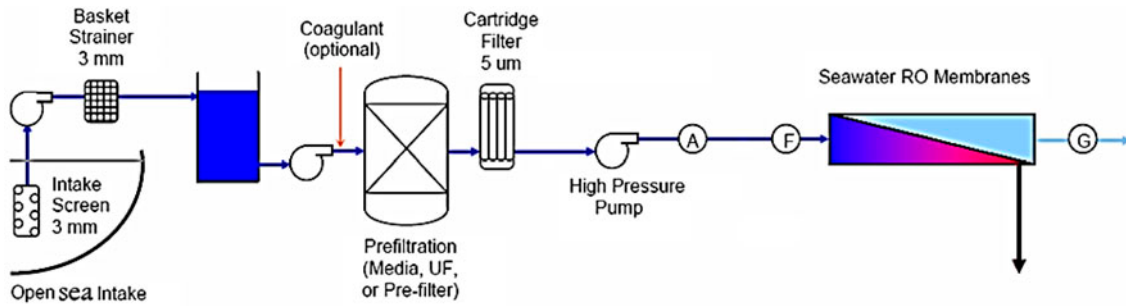 Basket
Strainer
3 mm
Coagulant
(optional)
Cartridge
Filter
5 um
Seawater RO Membranes
A
F
G
Intake
Screen
3 mm
High Pressure
Pump
Prefiltration
(Media, UF,
or Pre-filter)
Open sea Intake